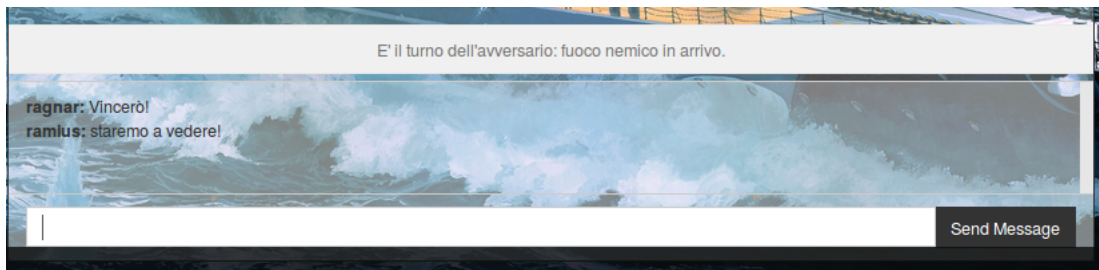 E' il turno dell'avversario: fuoco nemico in arrivo.
ragnar: Vincerò!
ramius: staremo a vedere!
Send Message